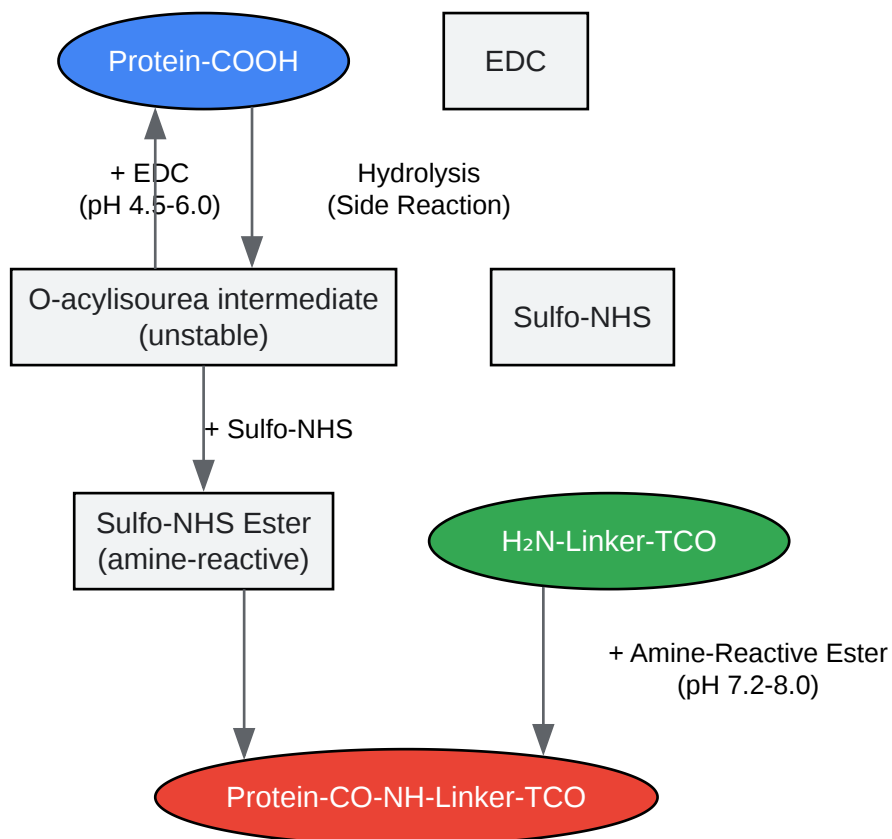 Protein-COOH
EDC
+ EDC
(pH 4.5-6.0)
Hydrolysis
(Side Reaction)
O-acylisourea intermediate
(unstable)
Sulfo-NHS
+ Sulfo-NHS
Sulfo-NHS Ester
(amine-reactive)
H₂N-Linker-TCO
+ Amine-Reactive Ester
(pH 7.2-8.0)
Protein-CO-NH-Linker-TCO